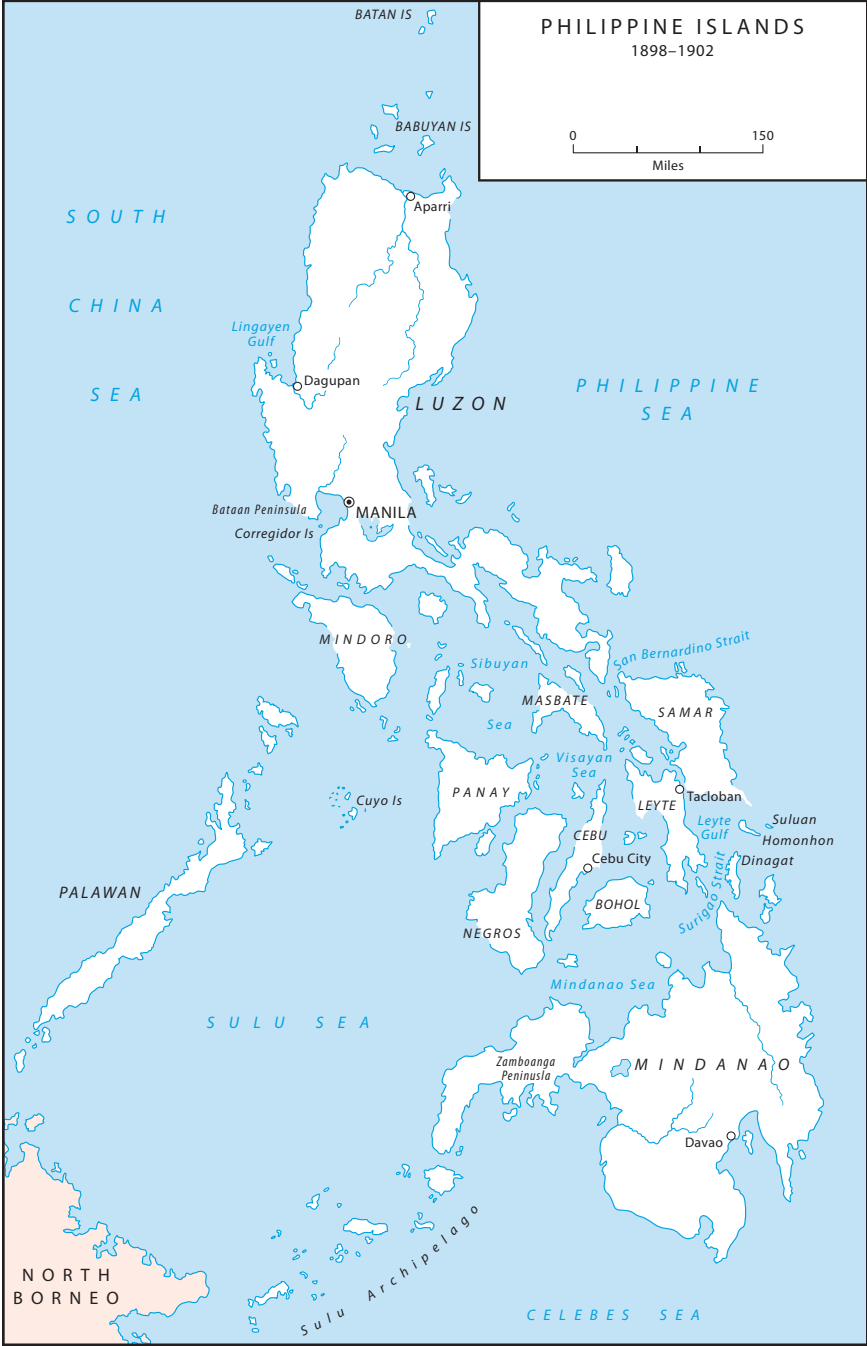 BATAN IS
PHILIPPINE ISLANDS
1898–1902
0 150
Miles
BABUYAN IS
Aparri
SOUTH
CHINA
SEA
Lingayen
Gulf
Dagupan
LUZON
PHILIPPINE
SEA
Bataan Peninsula
MANILA
Corregidor Is
MINDORO
Sibuyan
Sea
San Bernardino Strait
MASBATE
SAMAR
Visayan
Sea
PANAY
Cuyo Is
LEYTE
Tacloban
CEBU
Leyte
Gulf
Suluan
Homonhon
Cebu City
Dinagat
PALAWAN
BOHOL
Surigao Strait
NEGROS
Mindanao Sea
SULU SEA
Zamboanga
Peninusla
MINDANAO
Davao
Sulu Archipelago
NORTH
BORNEO
CELEBES SEA